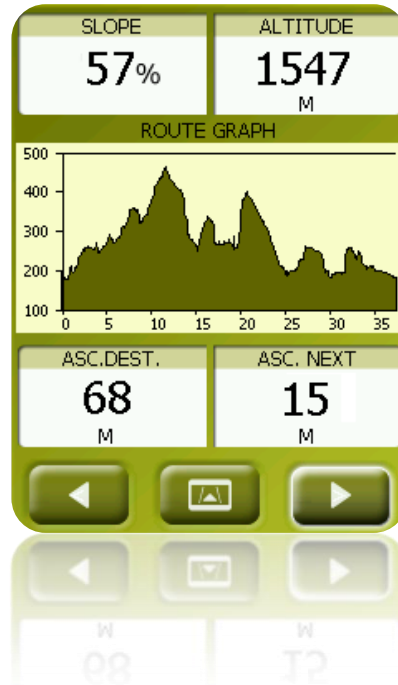 SLOPE ALTITUDE
57% 1547
M
ROUTE GRAPH
500
400
300
200
100
0 5 10 15 20 25 30 35
ASC.DEST. ASC. NEXT
68 15
M M